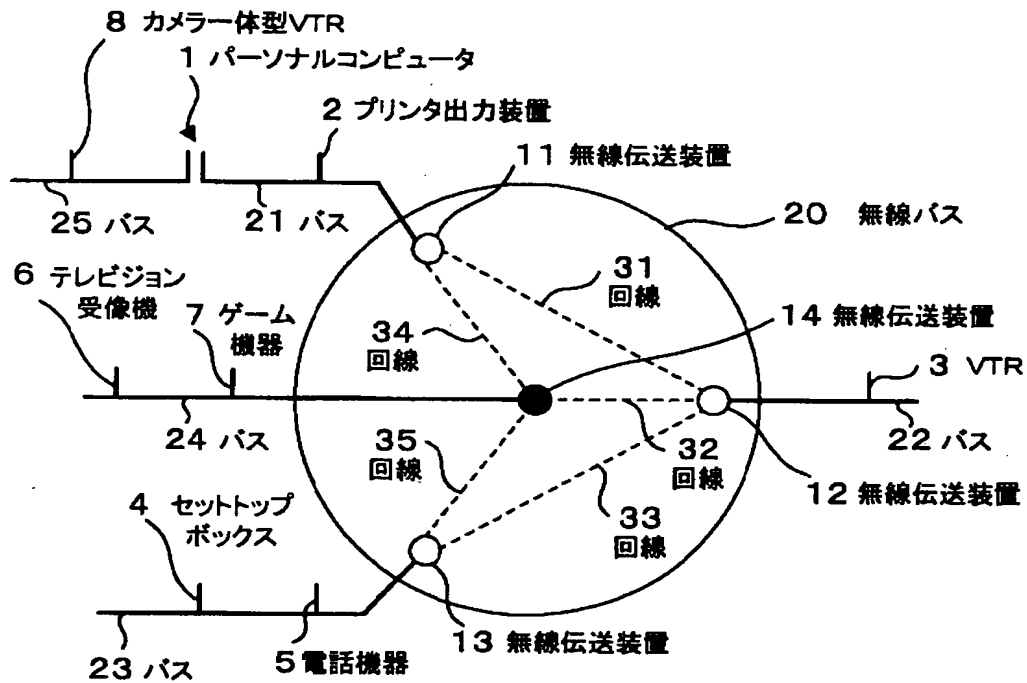 8 カメラ一体型VTR
1 パーソナルコンピュータ
2 プリンタ出力装置
11 無線伝送装置
25 バス
21 バス
20 無線バス
6 テレビジョン
受像機
7 ゲーム
機器
31
回線
34
回線
14 無線伝送装置
3 VTR
24 バス
32
回線
22 バス
35
回線
12 無線伝送装置
4 セットトップ
ボックス
33
回線
23 バス
5 電話機器
13 無線伝送装置